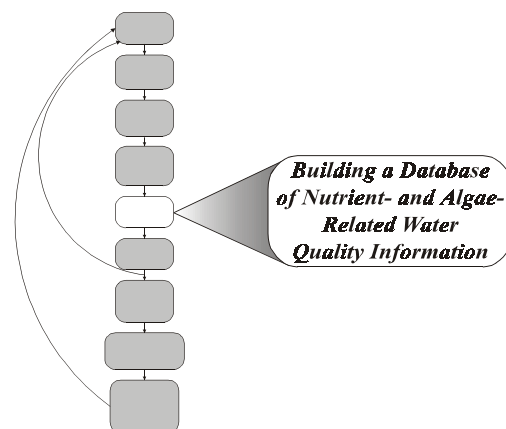 Building a Database
of Nutrient- and Algae-
Related Water
Quality Information